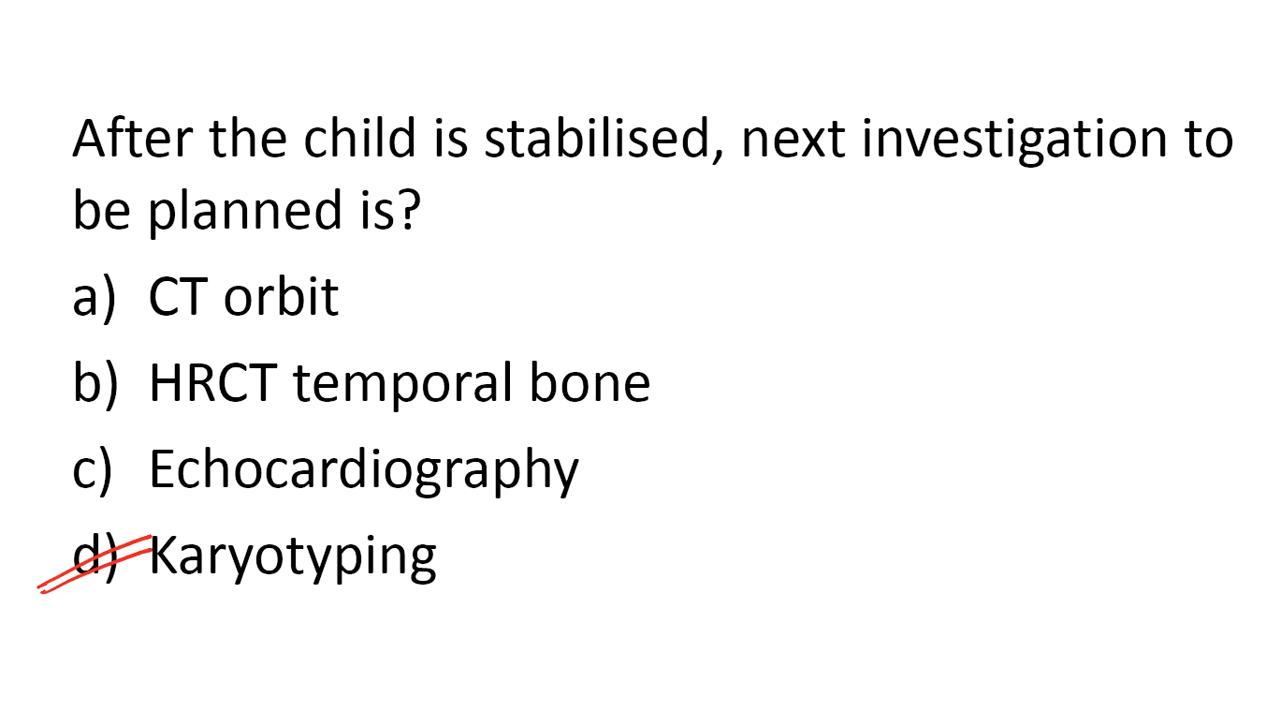 After the child is stabilised, next investigation to
be planned is?
a) CT orbit
b) HRCT temporal bone
c) Echocardiography
d) Karyotyping